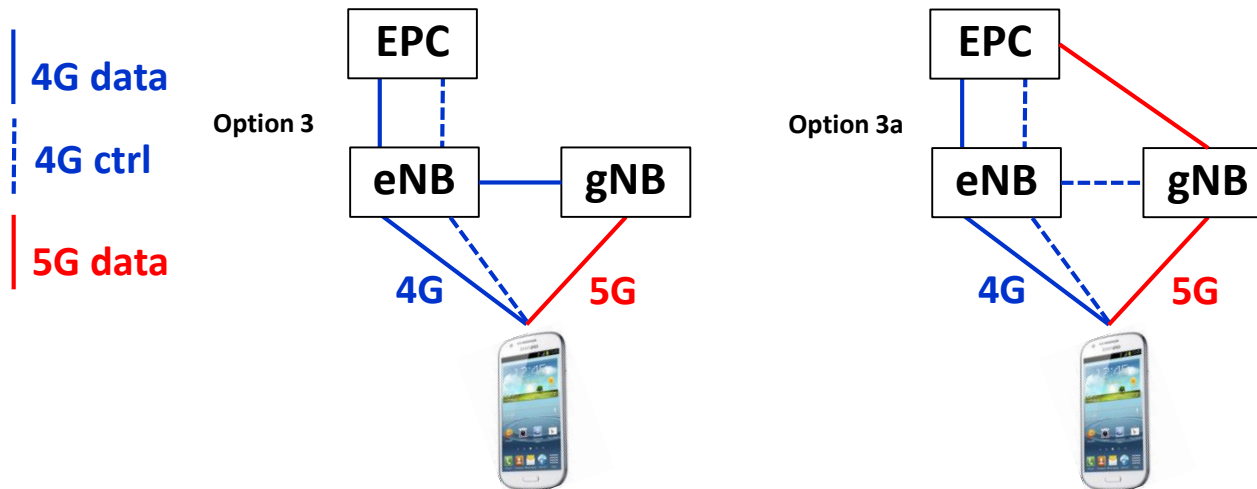 4G data
4G ctrl
5G data
Option 3
EPC
eNB
gNB
4G
5G
Option 3a
EPC
eNB
gNB
4G
5G